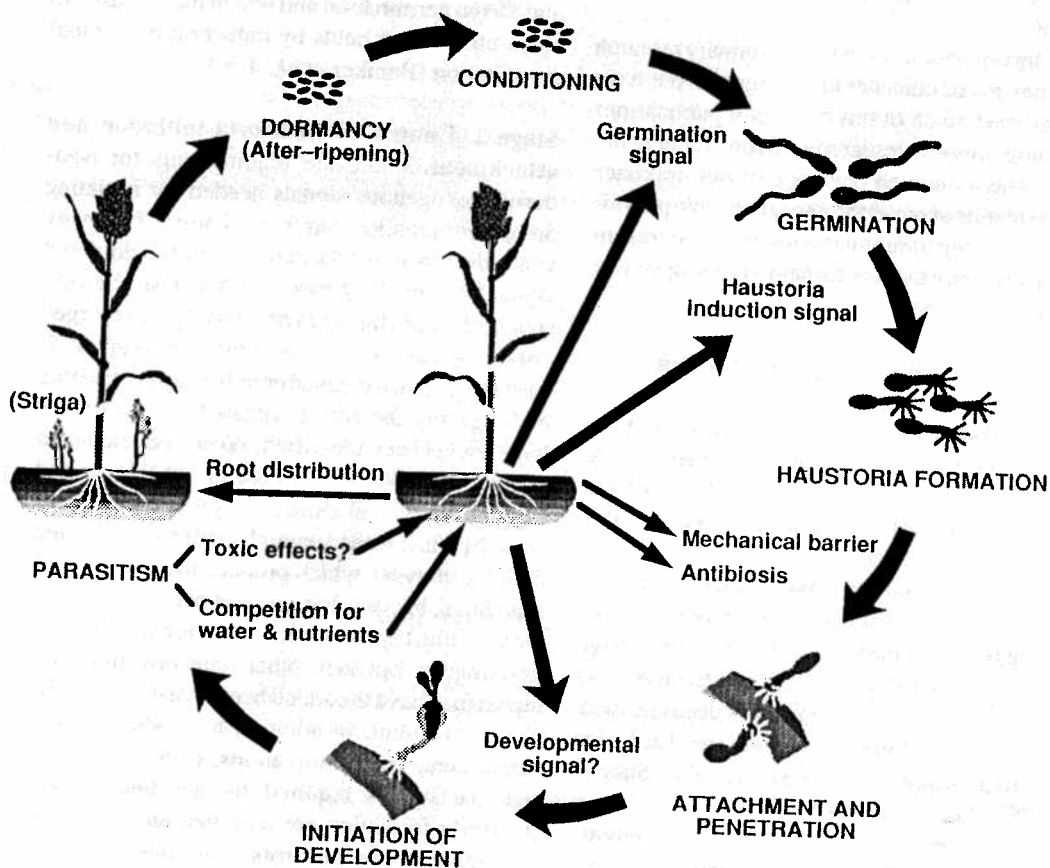 CONDITIONING
DORMANCY
(After–ripening)
Germination
signal
GERMINATION
Haustoria
induction signal
(Striga)
HAUSTORIA FORMATION
Root distribution
Mechanical barrier
Antibiosis
Toxic effects?
PARASITISM
Competition for
water & nutrients
Developmental
signal?
ATTACHMENT AND
PENETRATION
INITIATION OF
DEVELOPMENT